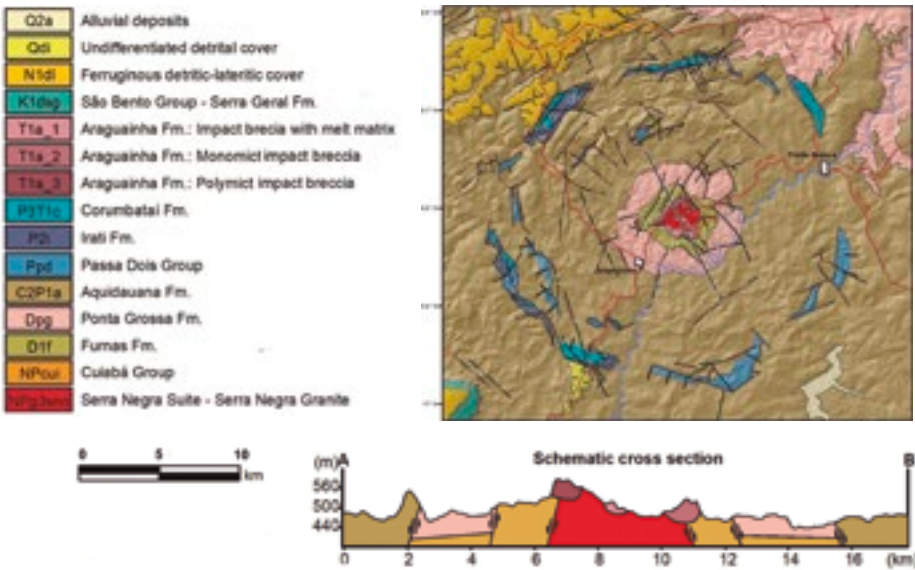 Q2a Alluvial deposits
Qdi Undifferentiated detrital cover
N1dl Ferruginous detritic-lateritic cover
K1dsg São Bento Group - Serra Geral Fm.
T1a_1 Araguainha Fm.: Impact brecia with melt matrix
T1a_2 Araguainha Fm.: Monomict impact breccia
T1a_3 Araguainha Fm.: Polymict impact breccia
P3T1c Corumbataí Fm.
P2i Irati Fm.
Ppd Passa Dois Group
C2P1a Aquidauana Fm.
Dpg Ponta Grossa Fm.
D1f Furnas Fm.
NPcui Cuiabá Group
Serra Negra Suite - Serra Negra Granite
0 5 10
km
Schematic cross section
(m) A B
560
500
440
0 2 4 6 8 10 12 14 16 (km)